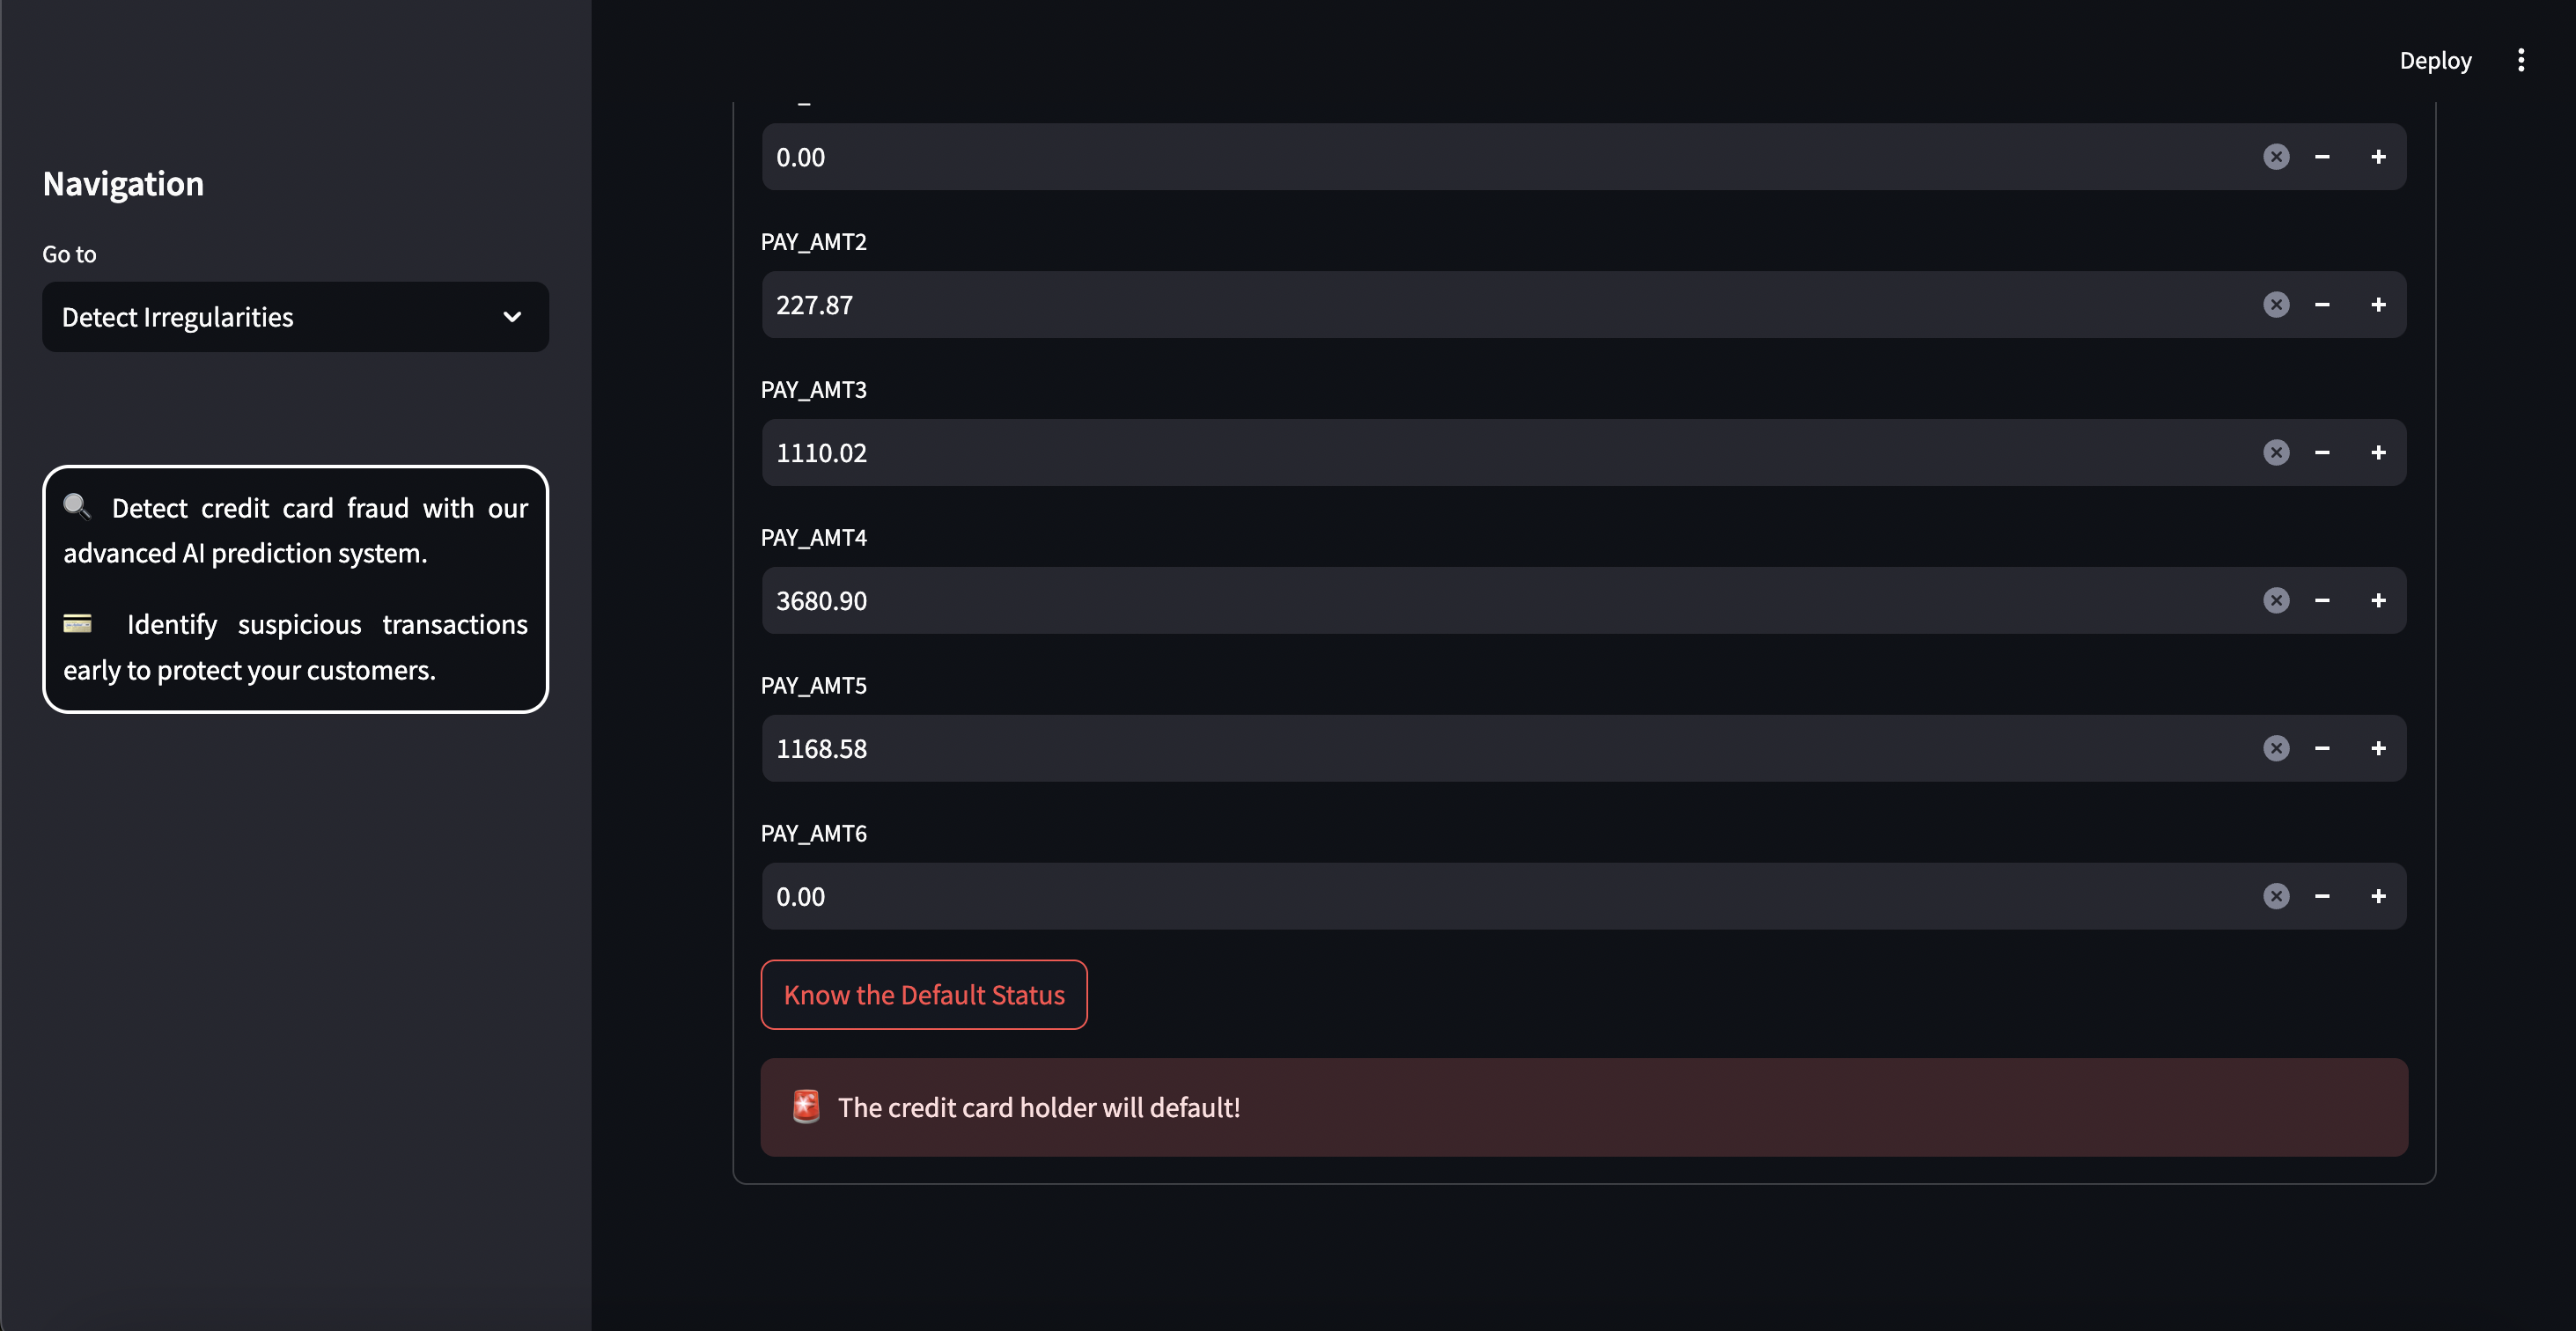 Deploy
Navigation
Go to
Detect Irregularities
🔍 Detect credit card fraud with our
advanced AI prediction system.
💳 Identify suspicious transactions
early to protect your customers.
0.00
PAY_AMT2
227.87
PAY_AMT3
1110.02
PAY_AMT4
3680.90
PAY_AMT5
1168.58
PAY_AMT6
0.00
Know the Default Status
🚨 The credit card holder will default!